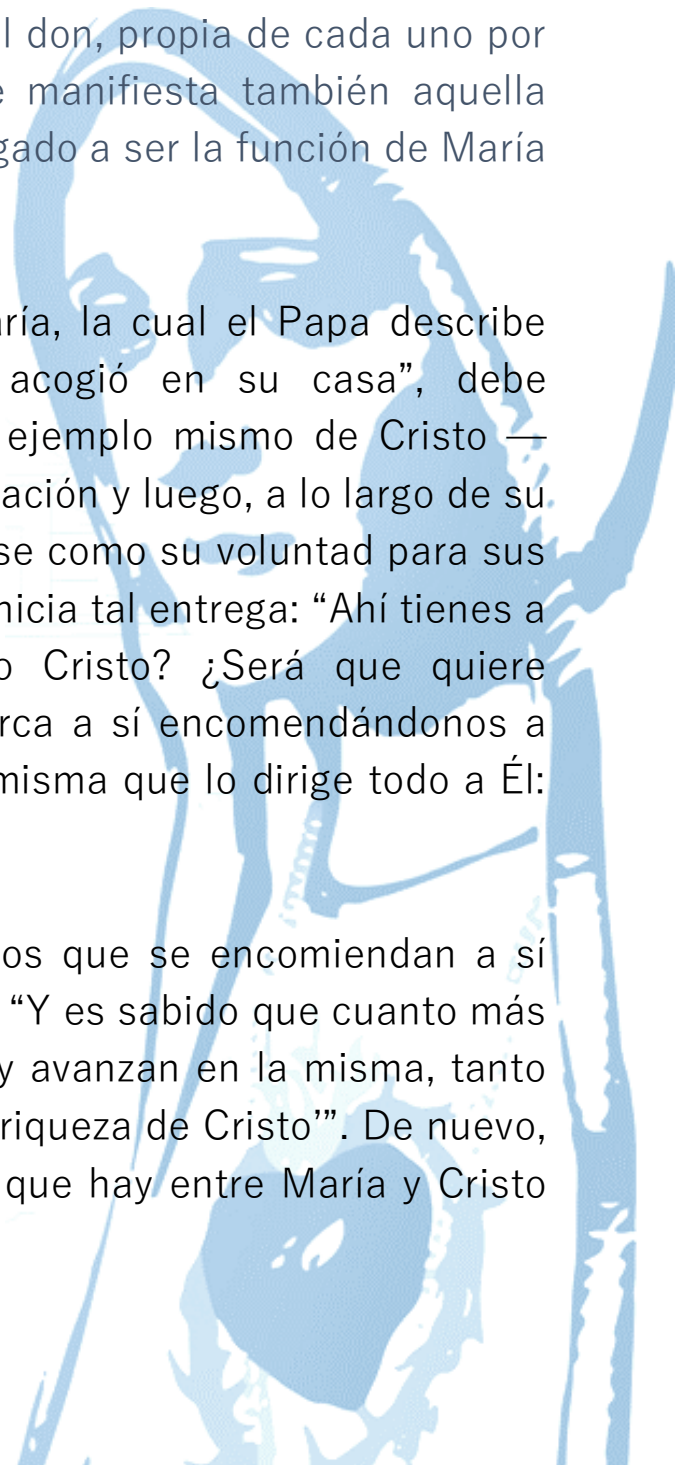 l don, propia de cada uno por
e manifiesta también aquella
gado a ser la función de María
aría, la cual el Papa describe
acogió en su casa”, debe
ejemplo mismo de Cristo —
ación y luego, a lo largo de su
se como su voluntad para sus
nicia tal entrega: “Ahí tienes a
o Cristo? ¿Será que quiere
rca a sí encomendándonos a
misma que lo dirige todo a Él:
os que se encomiendan a sí
“Y es sabido que cuanto más
y avanzan en la misma, tanto
riqueza de Cristo’”. De nuevo,
que hay entre María y Cristo